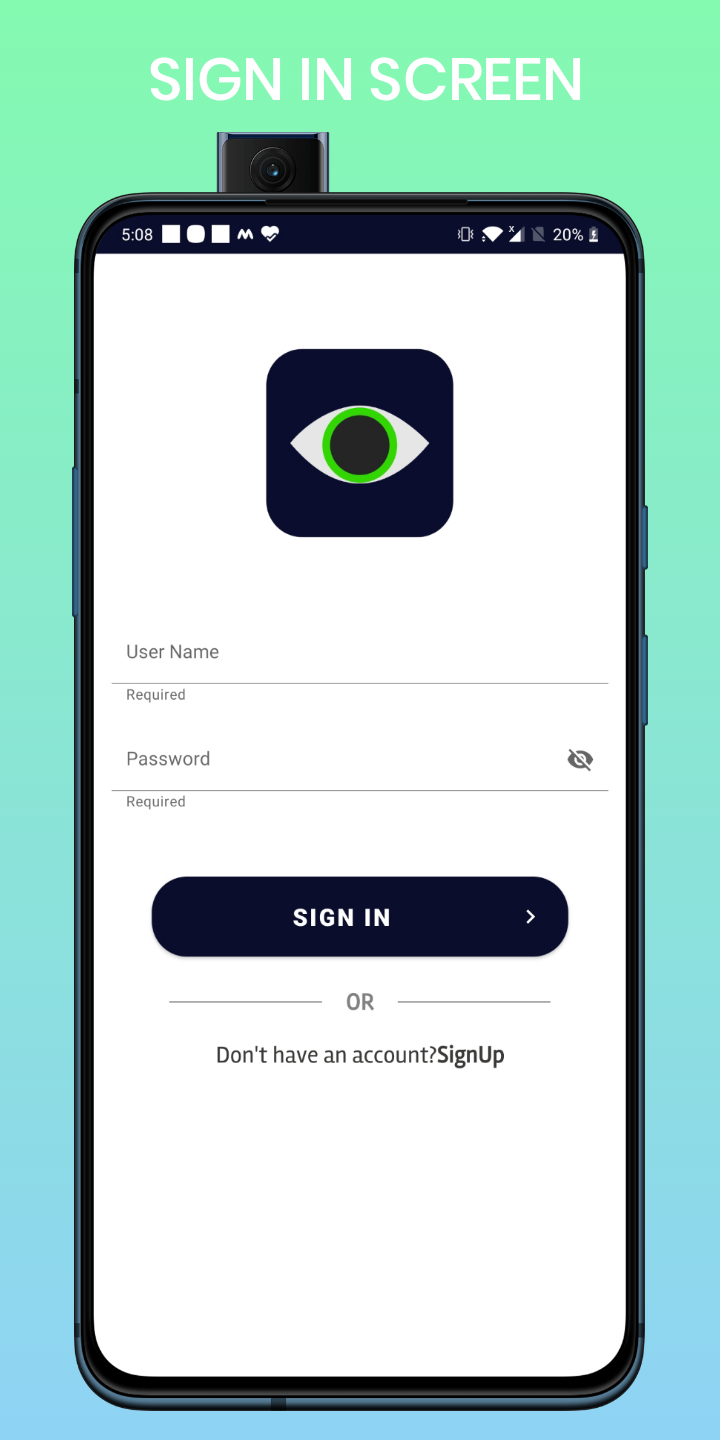 SIGN IN SCREEN
5:08 20%
User Name
Required
Password
Required
SIGN IN
OR
Don't have an account?SignUp